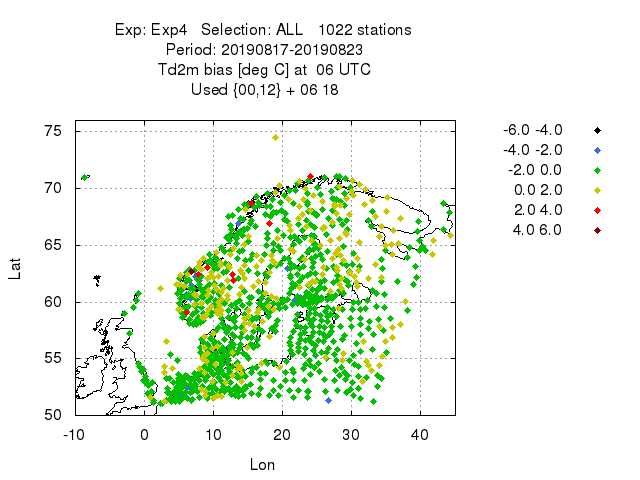 Exp: Exp4   Selection: ALL   1022 stations
Period: 20190817-20190823
Td2m bias [deg C] at  06 UTC
Used {00,12} + 06 18
75
70
65
60
55
50
Lat
-10 0 10 20 30 40
Lon
-6.0 -4.0
-4.0 -2.0
-2.0 0.0
0.0 2.0
2.0 4.0
4.0 6.0